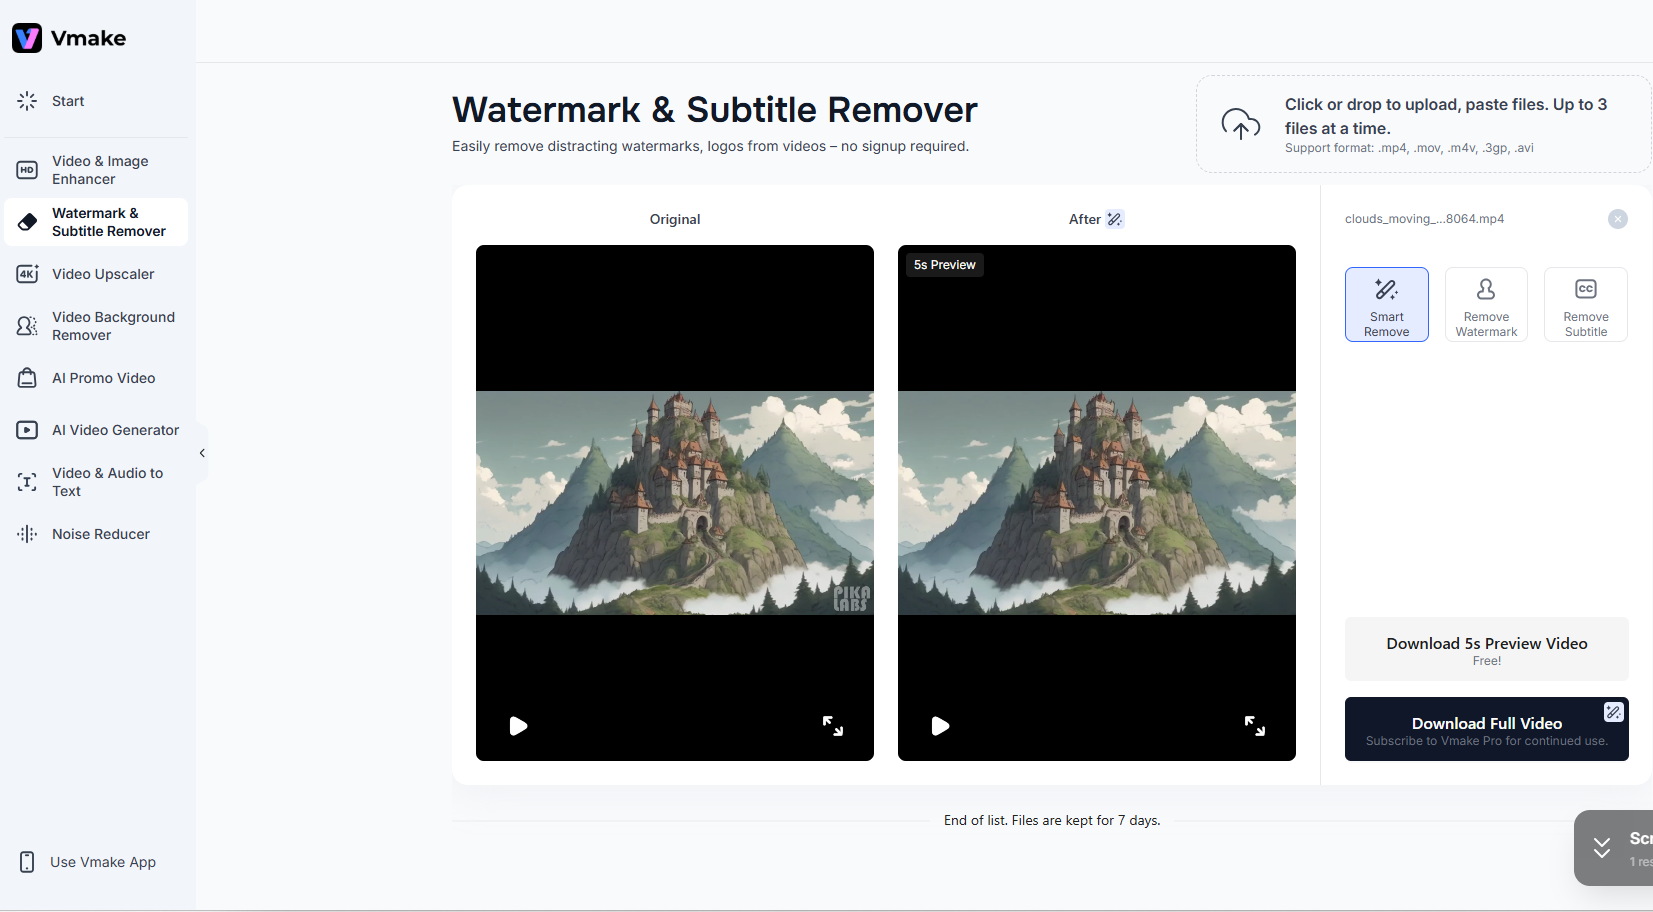 Vmake
Start
Video & Image
Enhancer
Watermark &
Subtitle Remover
Video Upscaler
Video Background
Remover
AI Promo Video
AI Video Generator
Video & Audio to
Text
Noise Reducer
Use Vmake App
Watermark & Subtitle Remover
Easily remove distracting watermarks, logos from videos – no signup required.
Click or drop to upload, paste files. Up to 3
files at a time.
Support format: .mp4, .mov, .m4v, .3gp, .avi
Original
After
5s Preview
PIKA
LABS
clouds_moving_...8064.mp4
Smart
Remove
Remove
Watermark
Remove
Subtitle
Download 5s Preview Video
Free!
Download Full Video
Subscribe to Vmake Pro for continued use.
End of list. Files are kept for 7 days.
Scr
1 res
HD
4K
CC